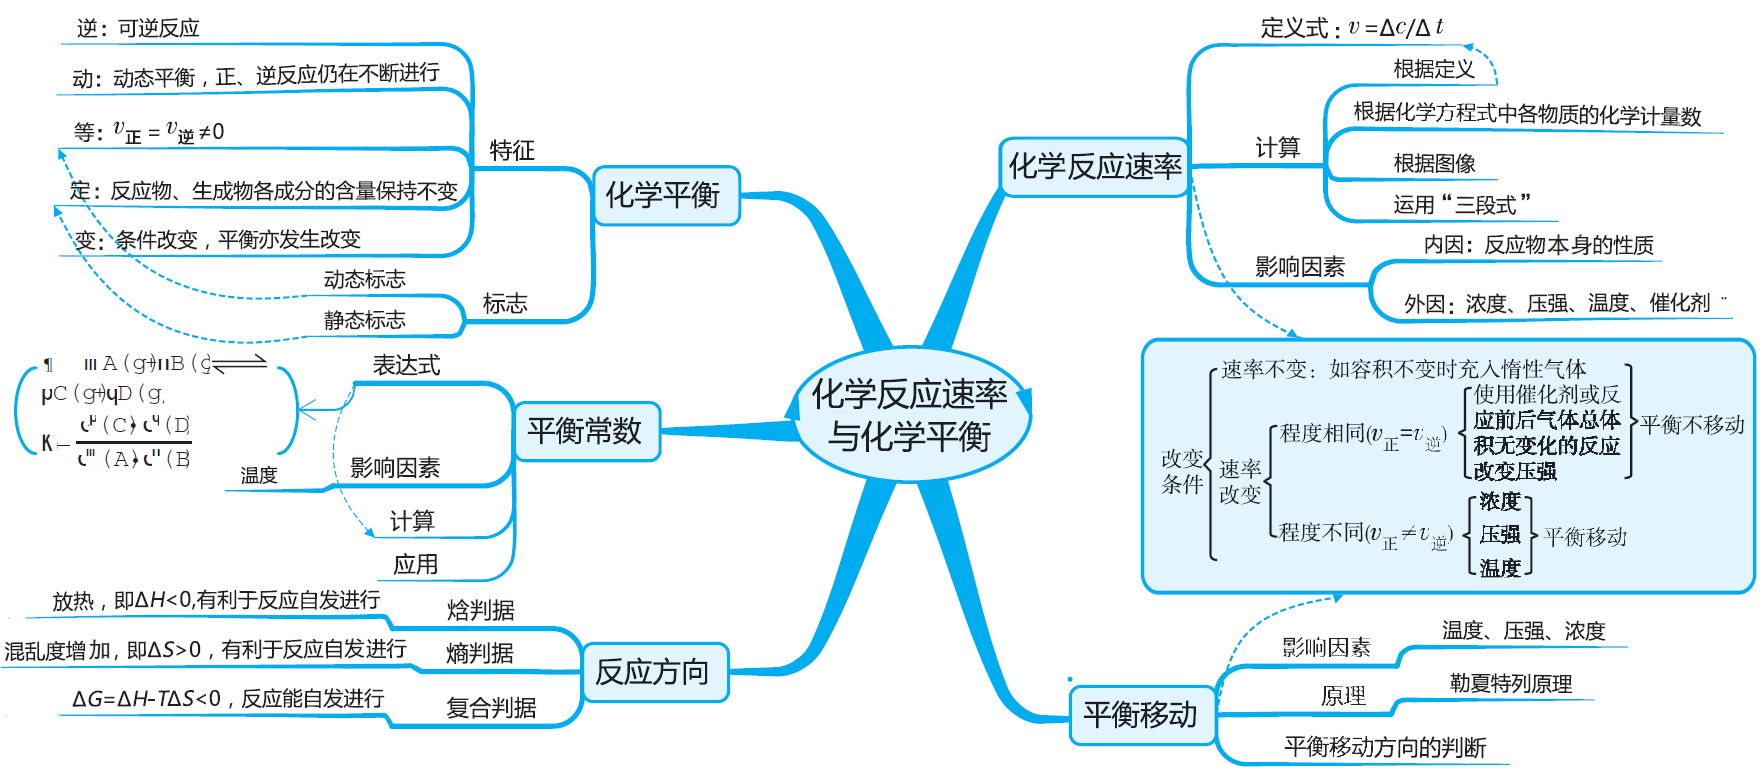 逆：可逆反应
动：动态平衡，正、逆反应仍在不断进行
等：v正=v逆≠0
定：反应物、生成物各成分的含量保持不变
变：条件改变，平衡亦发生改变
特征
动态标志
静态标志
标志
化学平衡
表达式
mA(g)+nB(g)⇌
pC(g)+qD(g)
K=
c^p(C)·c^q(D)
c^m(A)·c^n(B)
温度
影响因素
计算
应用
平衡常数
放热，即ΔH<0,有利于反应自发进行
焓判据
混乱度增加，即ΔS>0，有利于反应自发进行
熵判据
ΔG=ΔH-TΔS<0，反应能自发进行
复合判据
反应方向
化学反应速率
与化学平衡
化学反应速率
定义式：v=Δc/Δt
计算
根据定义
根据化学方程式中各物质的化学计量数
根据图像
运用“三段式”
影响因素
内因：反应物本身的性质
外因：浓度、压强、温度、催化剂
改变
条件
速率不变：如容积不变时充入惰性气体
速率
改变
程度相同(v正=v逆)
使用催化剂或反
应前后气体总体
积无变化的反应
改变压强
平衡不移动
程度不同(v正≠v逆)
浓度
压强
温度
平衡移动
平衡移动
影响因素
温度、压强、浓度
原理
勒夏特列原理
平衡移动方向的判断